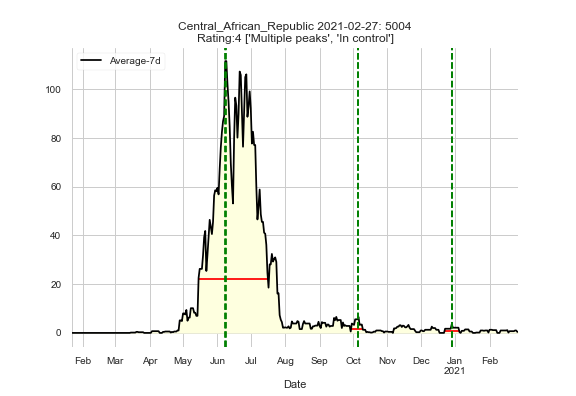 Central_African_Republic 2021-02-27: 5004
Rating:4 ['Multiple peaks', 'In control']
Average-7d
100
80
60
40
20
0
Feb Mar Apr May Jun Jul Aug Sep Oct Nov Dec Jan Feb
2021
Date